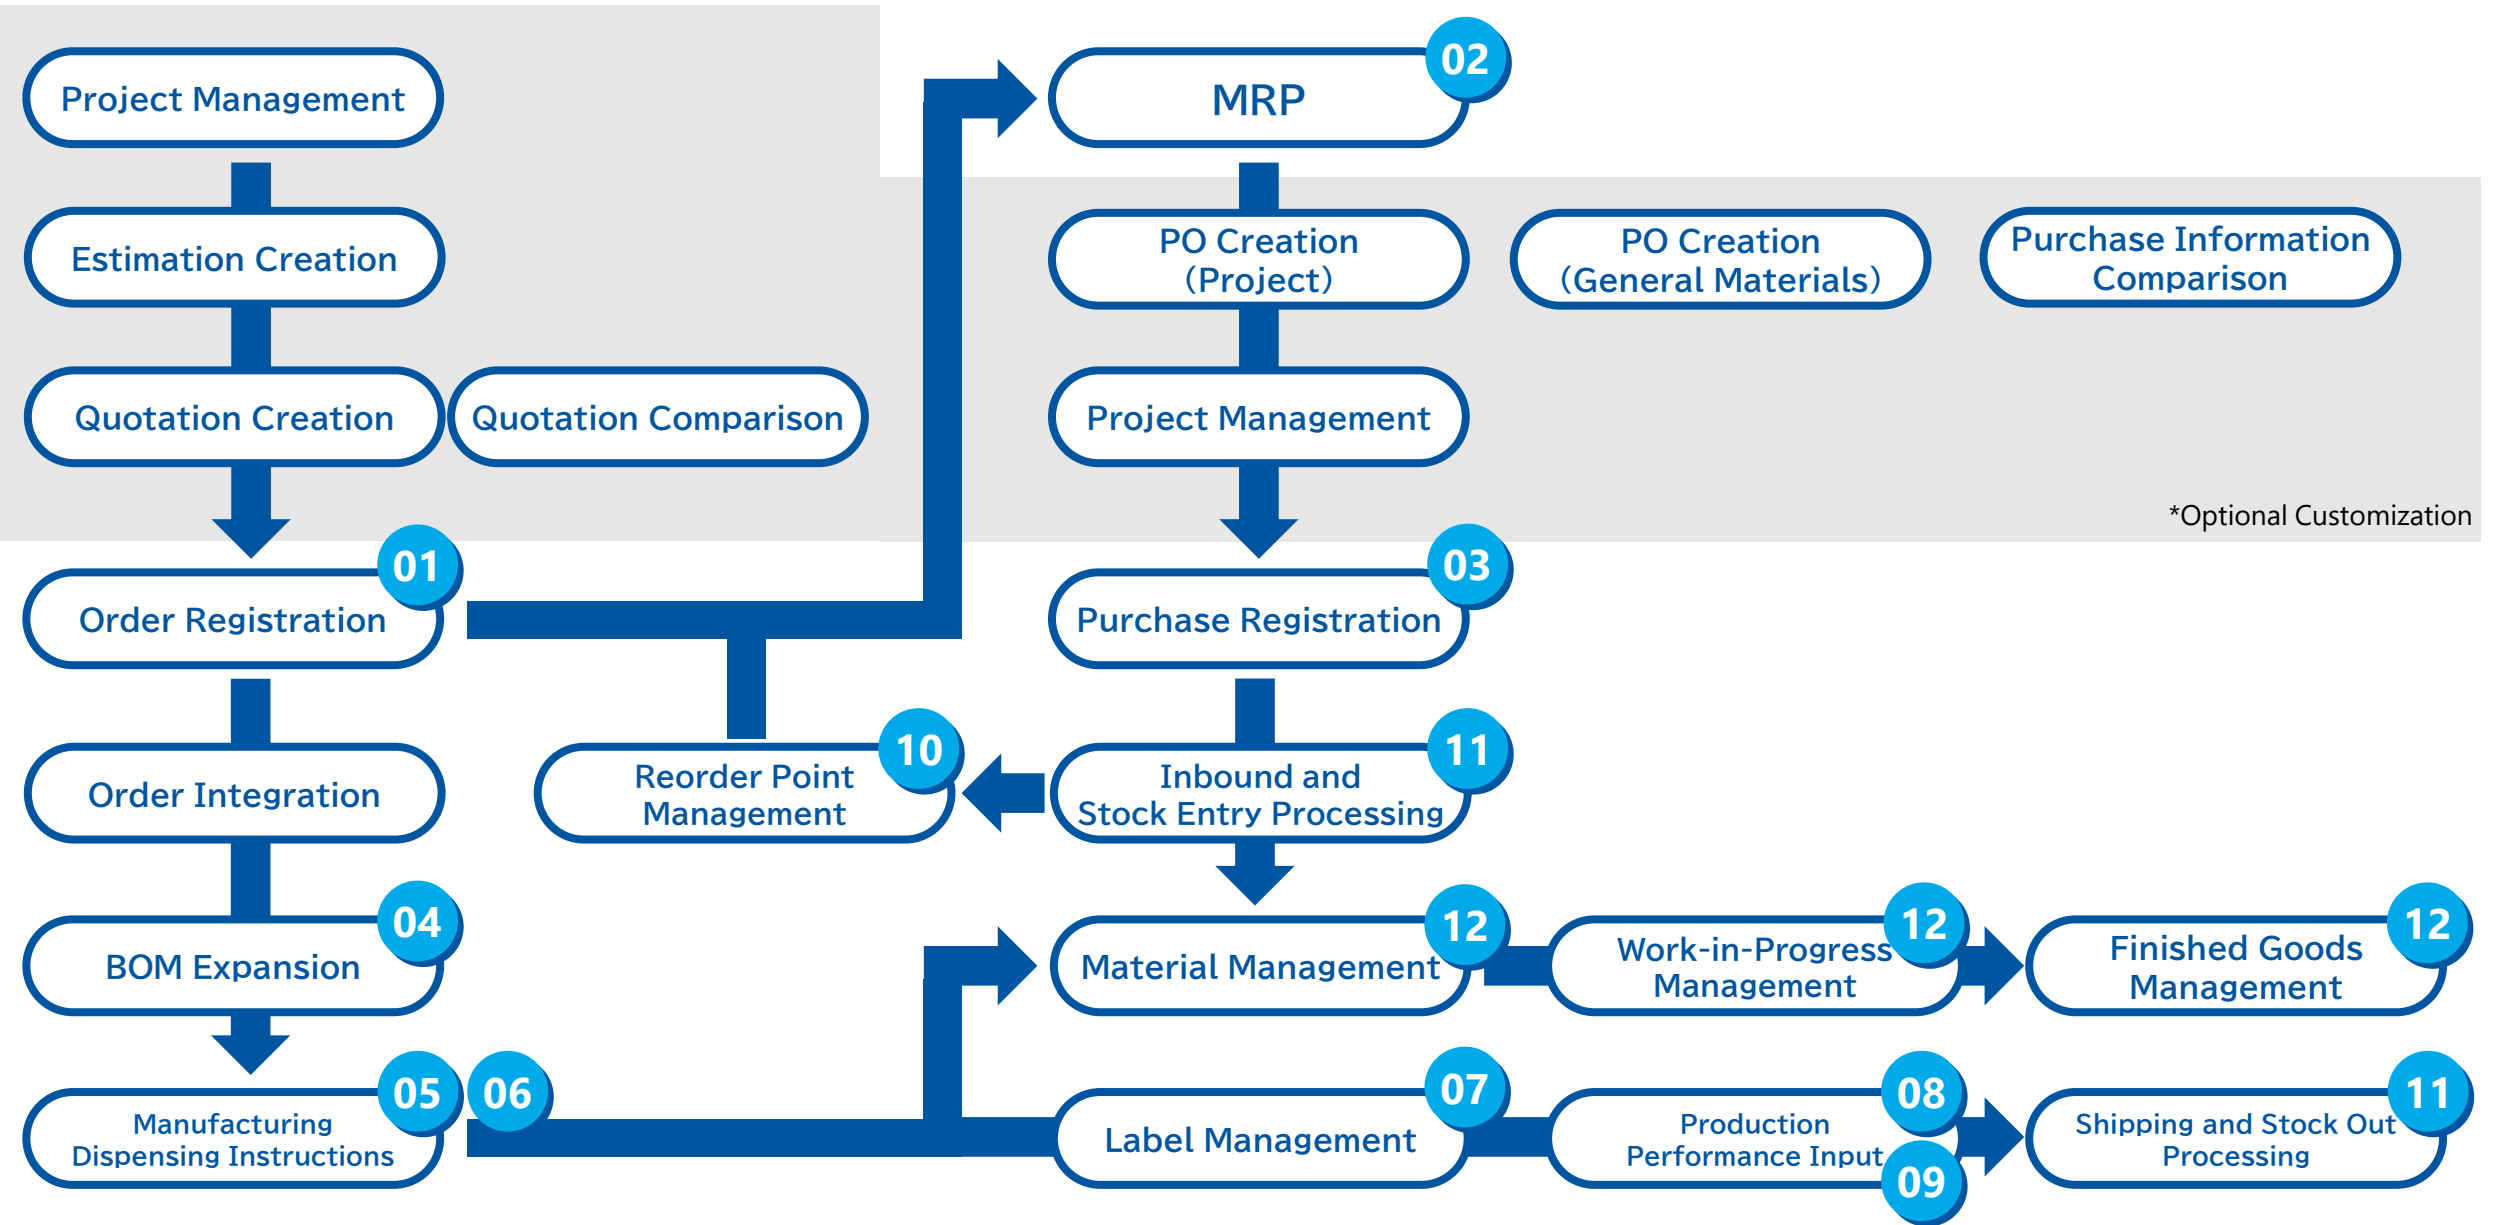 Project Management
Estimation Creation
Quotation Creation
Quotation Comparison
02
MRP
PO Creation
(Project)
PO Creation
(General Materials)
Purchase Information
Comparison
Project Management
*Optional Customization
01
Order Registration
03
Purchase Registration
Order Integration
10
Reorder Point
Management
11
Inbound and
Stock Entry Processing
04
BOM Expansion
12
Material Management
12
Work-in-Progress
Management
12
Finished Goods
Management
05
06
Manufacturing
Dispensing Instructions
07
Label Management
08
Production
Performance Input
09
11
Shipping and Stock Out
Processing